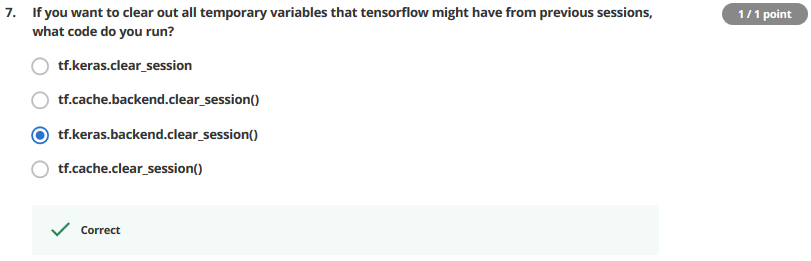 7. If you want to clear out all temporary variables that tensorflow might have from previous sessions, 1 / 1 point
what code do you run?
tf.keras.clear_session
tf.cache.backend.clear_session()
tf.keras.backend.clear_session()
tf.cache.clear_session()
Correct